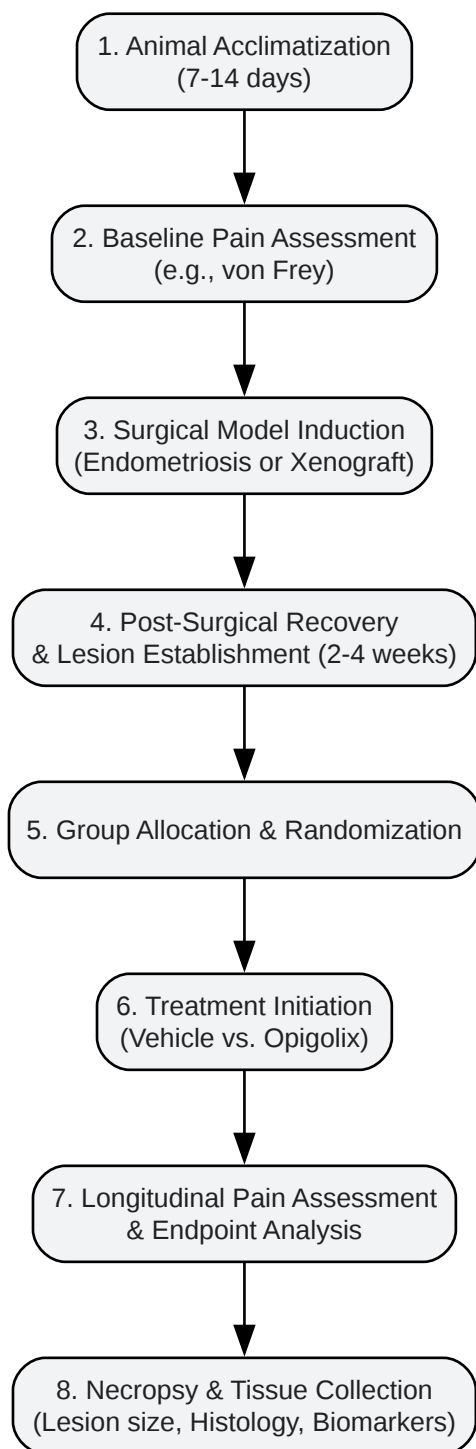 1. Animal Acclimatization
(7-14 days)
2. Baseline Pain Assessment
(e.g., von Frey)
3. Surgical Model Induction
(Endometriosis or Xenograft)
4. Post-Surgical Recovery
& Lesion Establishment (2-4 weeks)
5. Group Allocation & Randomization
6. Treatment Initiation
(Vehicle vs. Opigolix)
7. Longitudinal Pain Assessment
& Endpoint Analysis
8. Necropsy & Tissue Collection
(Lesion size, Histology, Biomarkers)